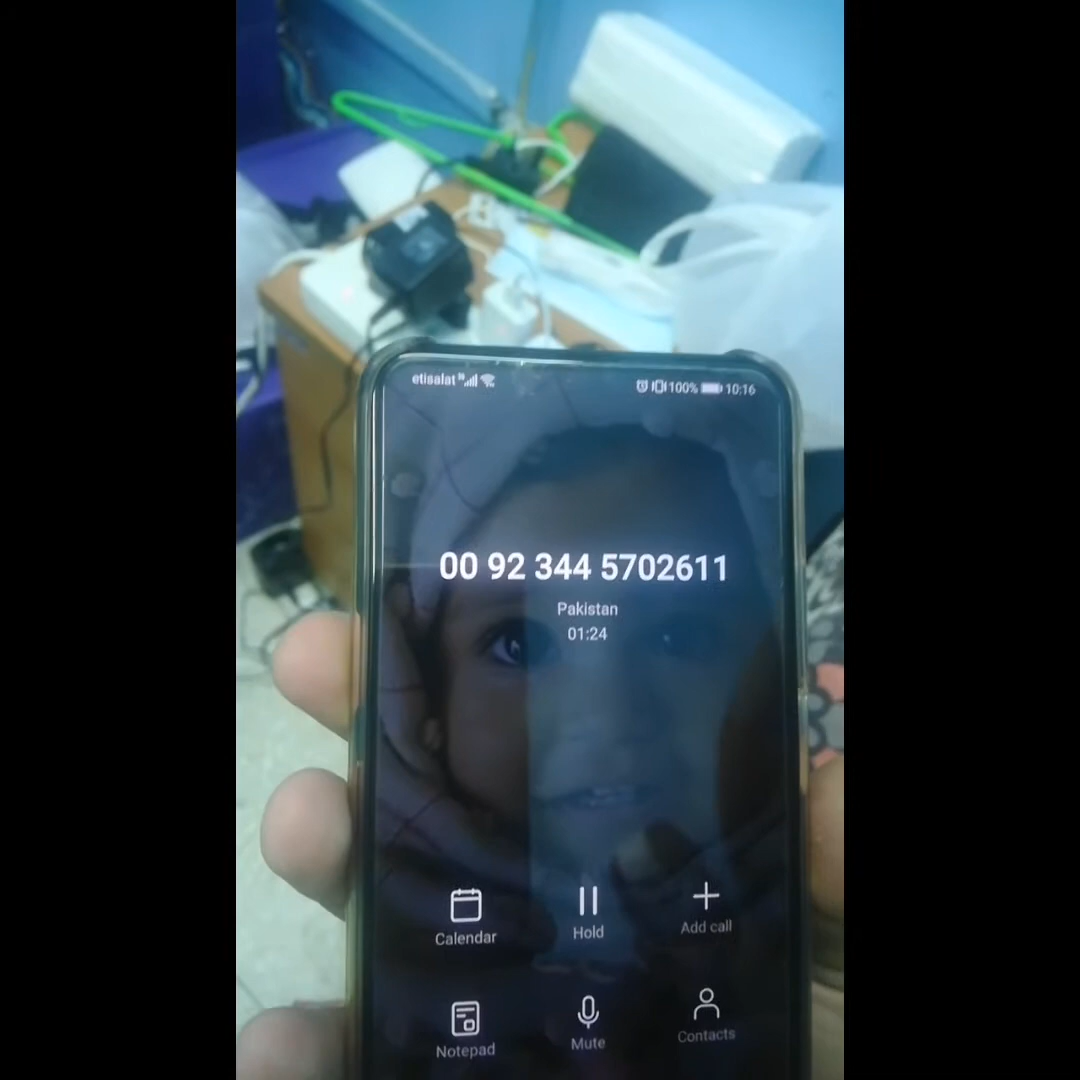 etisalat 100% 10:16
00 92 344 5702611
Pakistan
01:24
Calendar Hold Add call
Notepad Mute Contacts